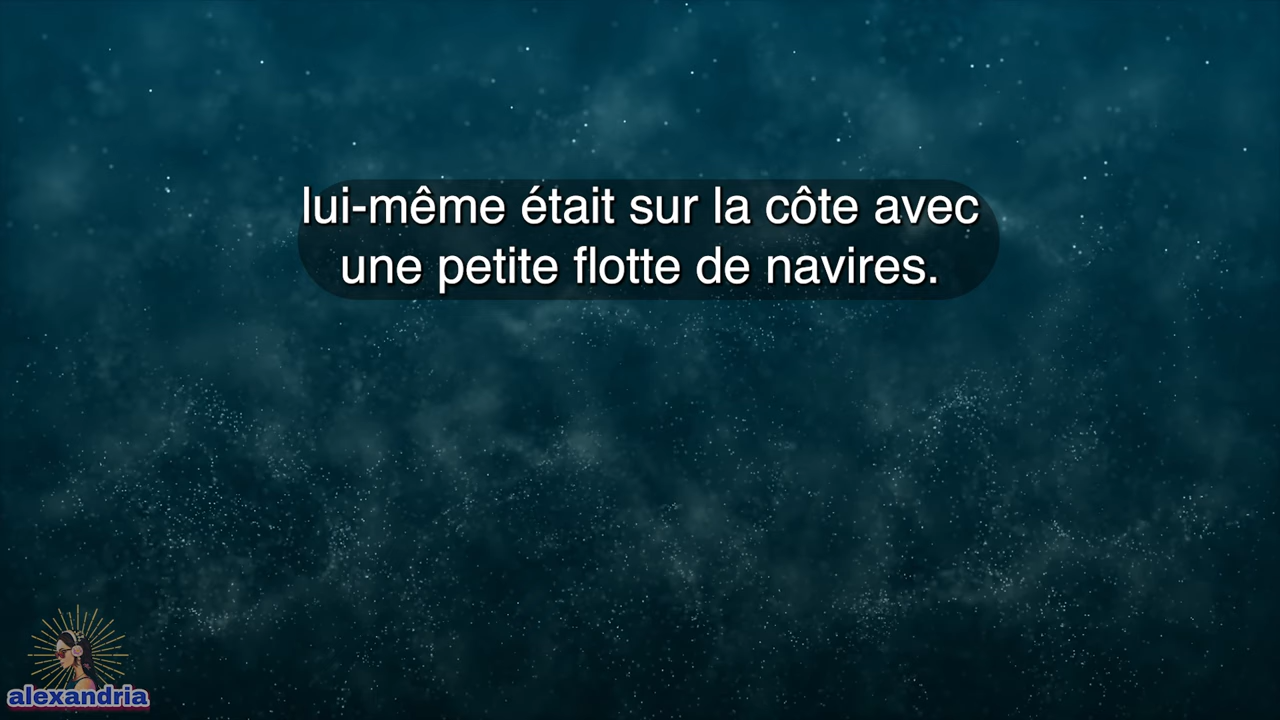 lui-même était sur la côte avec
une petite flotte de navires.
alexandria